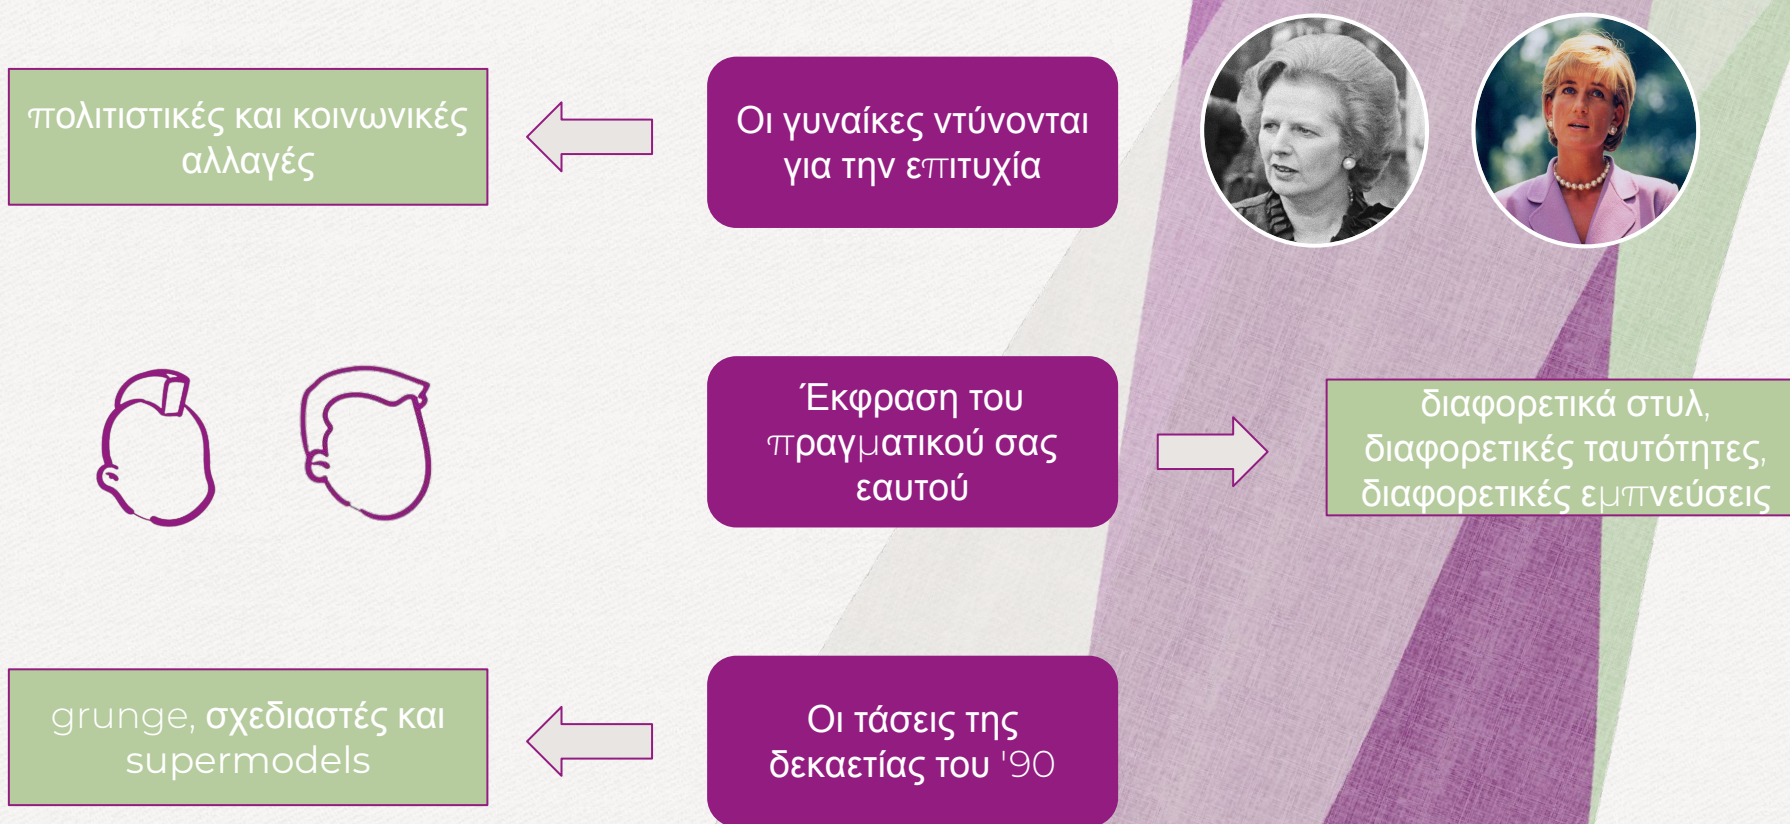 πολιτιστικές και κοινωνικές
αλλαγές
Οι γυναίκες ντύνονται
για την επιτυχία
Έκφραση του
πραγματικού σας
εαυτού
διαφορετικά στυλ,
διαφορετικές ταυτότητες,
διαφορετικές εμπνεύσεις
grunge, σχεδιαστές και
supermodels
Οι τάσεις της
δεκαετίας του '90